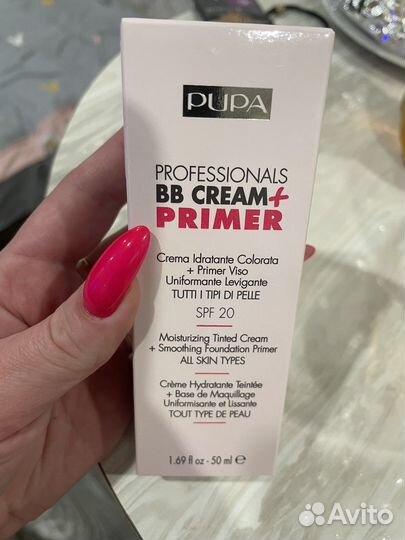 PUPA
PROFESSIONALS
BB CREAM+
PRIMER
Crema Idratante Colorata
+ Primer Viso
Uniformante Levigante
TUTTI I TIPI DI PELLE
SPF 20
Moisturizing Tinted Cream
+ Smoothing Foundation Primer
ALL SKIN TYPES
Crème Hydratante Teintée
+ Base de Maquillage
Uniformisante et Lissante
TOUT TYPE DE PEAU
1.69 fl oz - 50 ml ℮
Avito